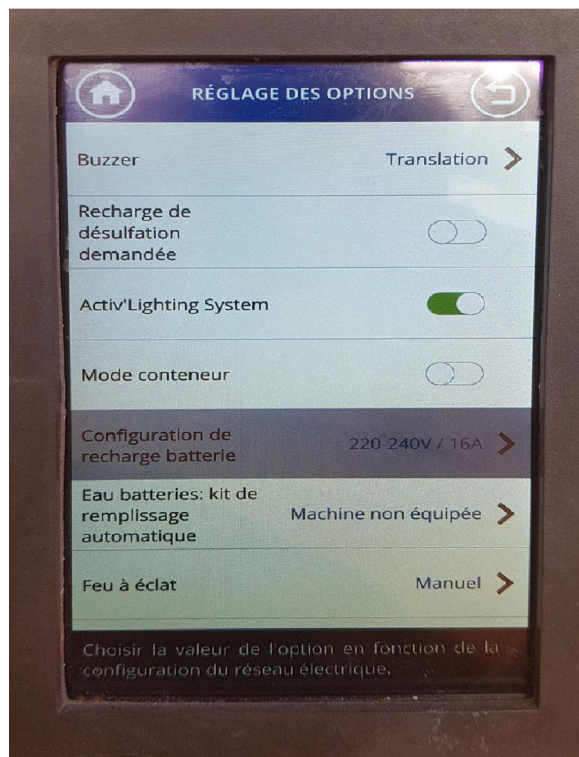 RÉGLAGE DES OPTIONS
Buzzer Translation
Recharge de
désulfation
demandée
Activ'Lighting System
Mode conteneur
Configuration de
recharge batterie 220-240V / 16A
Eau batteries: kit de
remplissage
automatique Machine non équipée
Feu à éclat Manuel
Choisir la valeur de l'option en fonction de la
configuration du réseau électrique.